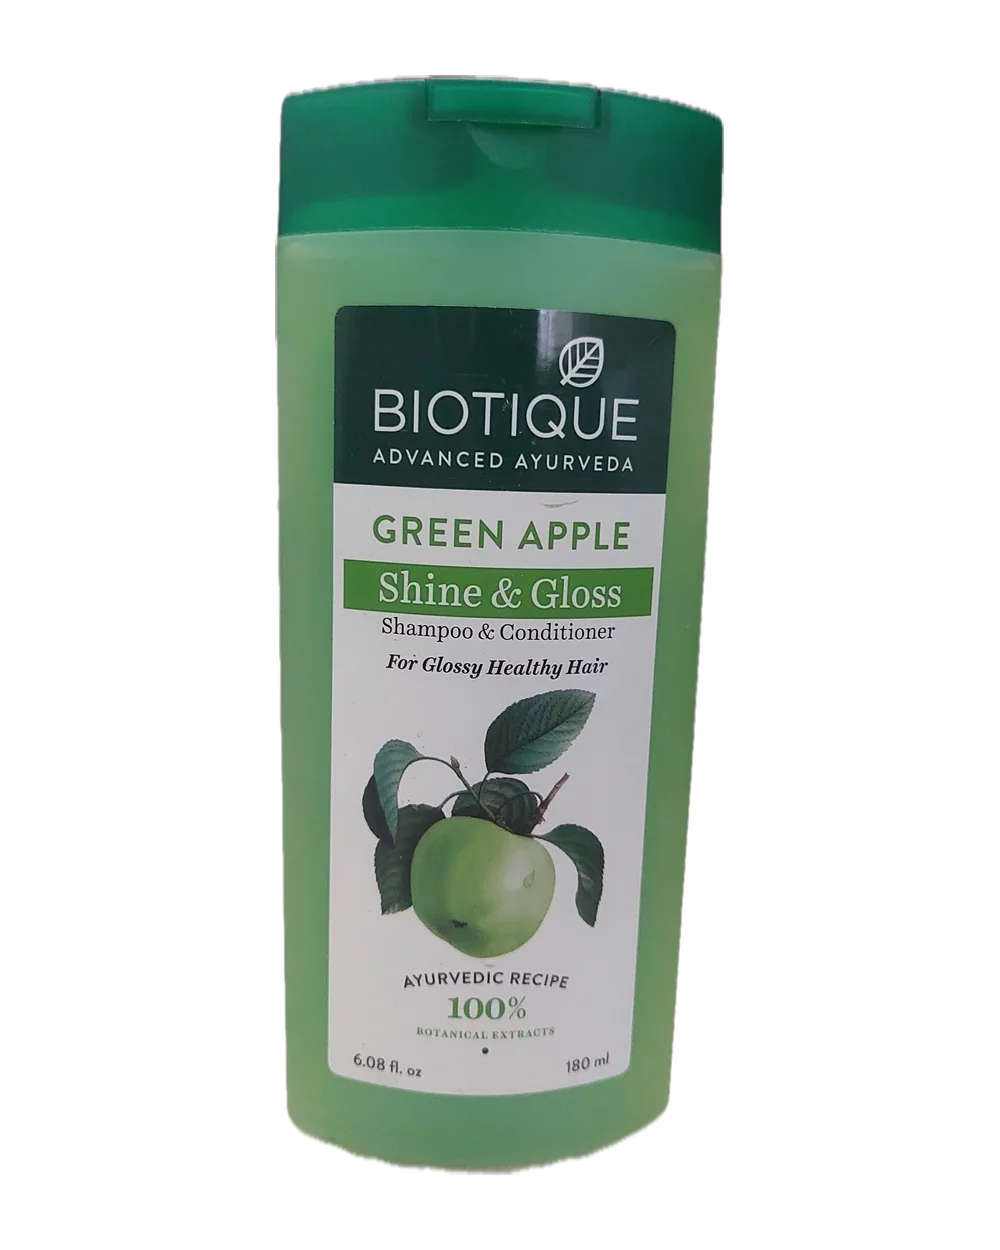 BIOTIQUE
ADVANCED AYURVEDA
GREEN APPLE
Shine & Gloss
Shampoo & Conditioner
For Glossy Healthy Hair
AYURVEDIC RECIPE
100%
BOTANICAL EXTRACTS
6.08 fl. oz 180 ml